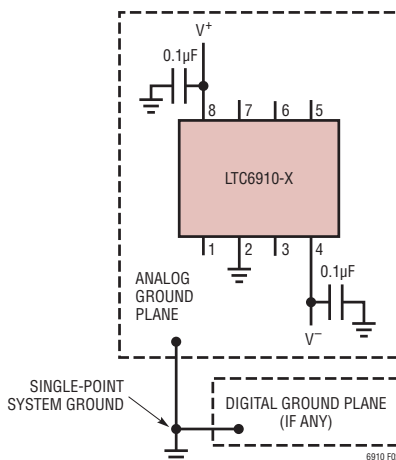 V+
0.1µF
8 7 6 5
LTC6910-X
1 2 3 4
0.1µF
ANALOG
GROUND
PLANE
V−
SINGLE-POINT
SYSTEM GROUND
DIGITAL GROUND PLANE
(IF ANY)
6910 F0